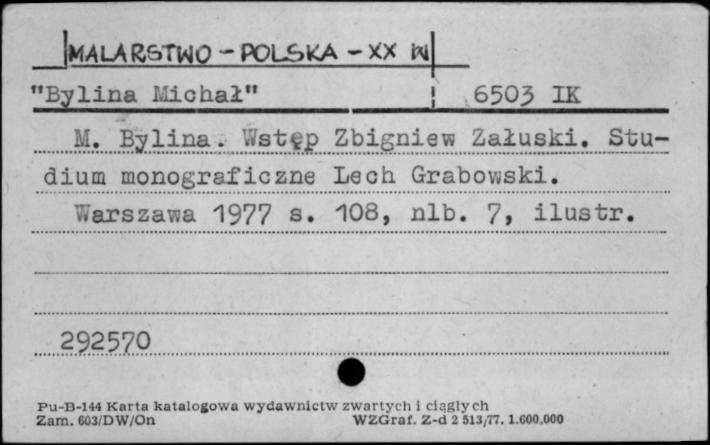 MALARSTWO - POLSKA - XX W
"Bylina Michał" 6503 IK
M. Bylina. Wstęp Zbigniew Załuski. Stu-
dium monograficzne Lech Grabowski.
Warszawa 1977 s. 108, nlb. 7, ilustr.
292570
Pu-B-144 Karta katalogowa wydawnictw zwartych i ciągłych
Zam. 603/DW/On WZGraf. Z-d 2 513/77. 1.600.000